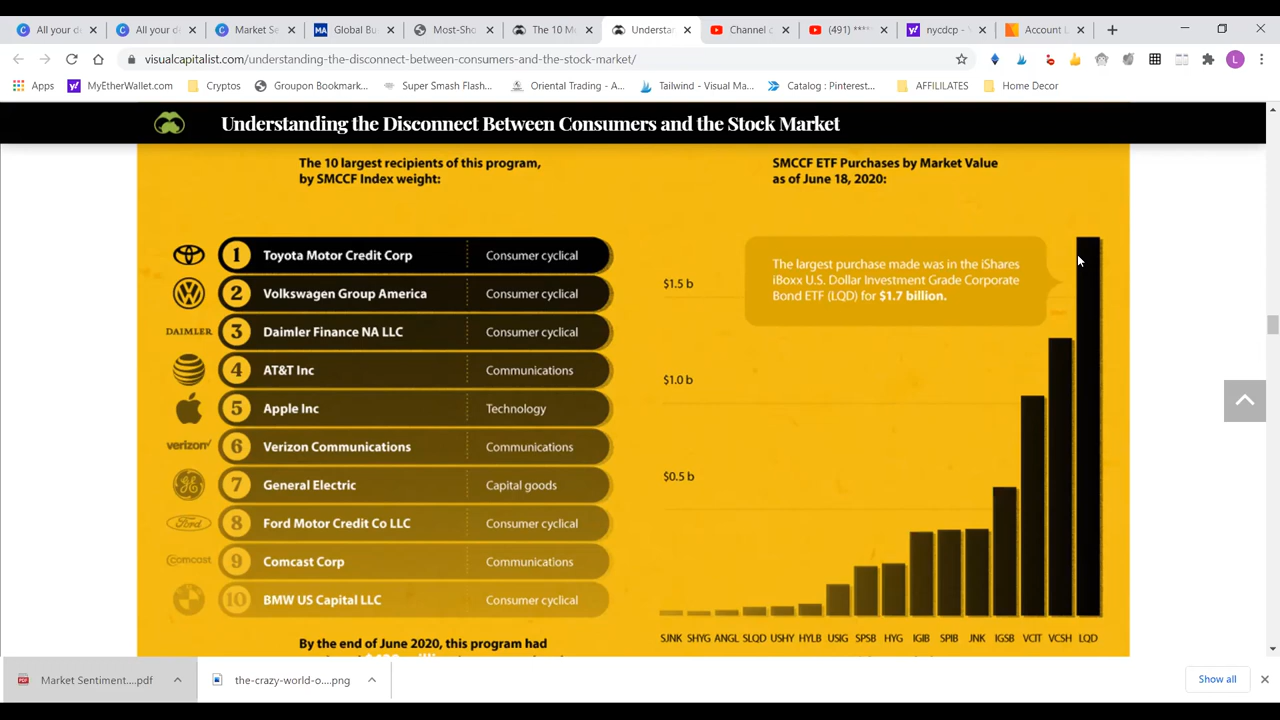 All your d
All your d
Market Se
Global Bu
Most-Sho
The 10 M
Understar
Channel c
(491) ****
nycdcp - Y
Account L
visualcapitalist.com/understanding-the-disconnect-between-consumers-and-the-stock-market/
L
Apps
MyEtherWallet.com
Cryptos
Groupon Bookmark...
Super Smash Flash...
Oriental Trading - A...
Tailwind - Visual Ma...
Catalog : Pinterest...
AFFILILATES
Home Decor
Understanding the Disconnect Between Consumers and the Stock Market
The 10 largest recipients of this program,
by SMCCF Index weight:
1 Toyota Motor Credit Corp Consumer cyclical
2 Volkswagen Group America Consumer cyclical
DAIMLER 3 Daimler Finance NA LLC Consumer cyclical
4 AT&T Inc Communications
5 Apple Inc Technology
verizon 6 Verizon Communications Communications
7 General Electric Capital goods
Ford 8 Ford Motor Credit Co LLC Consumer cyclical
comcast 9 Comcast Corp Communications
10 BMW US Capital LLC Consumer cyclical
By the end of June 2020, this program had
SMCCF ETF Purchases by Market Value
as of June 18, 2020:
The largest purchase made was in the iShares
iBoxx U.S. Dollar Investment Grade Corporate
Bond ETF (LQD) for $1.7 billion.
$1.5 b
$1.0 b
$0.5 b
SJNK SHYG ANGL SLQD USHY HYLB USIG SPSB HYG IGIB SPIB JNK IGSB VCIT VCSH LQD
Market Sentiment....pdf
the-crazy-world-o....png
Show all